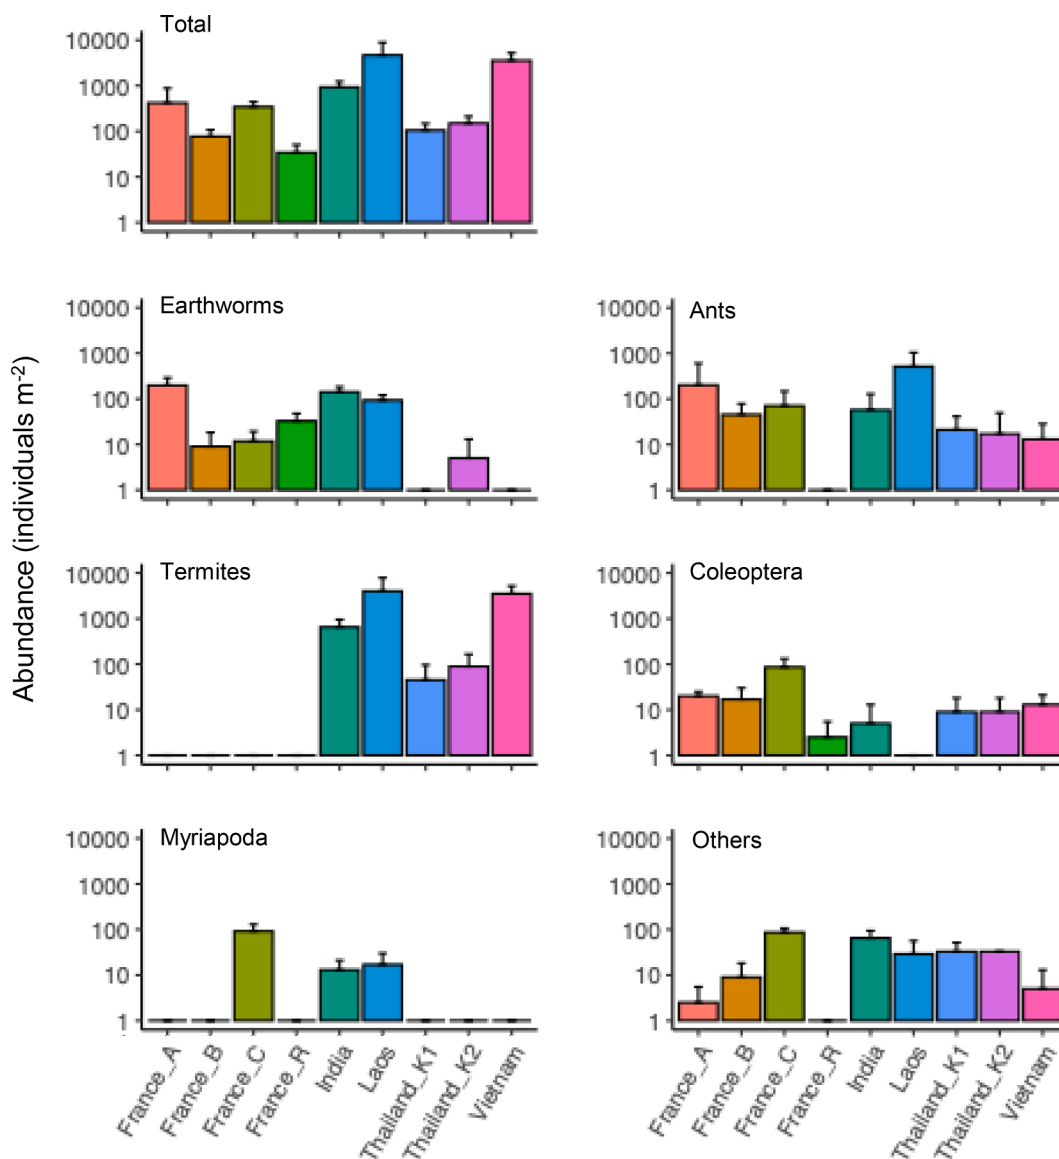 Total
10000
1000
100
10
1
Abundance (individuals m-2)
Earthworms
10000
1000
100
10
1
Ants
10000
1000
100
10
1
Termites
10000
1000
100
10
1
Coleoptera
10000
1000
100
10
1
Myriapoda
10000
1000
100
10
1
Others
10000
1000
100
10
1
France_A
France_B
France_C
France_R
India
Laos
Thailand_K1
Thailand_K2
Vietnam
France_A
France_B
France_C
France_R
India
Laos
Thailand_K1
Thailand_K2
Vietnam